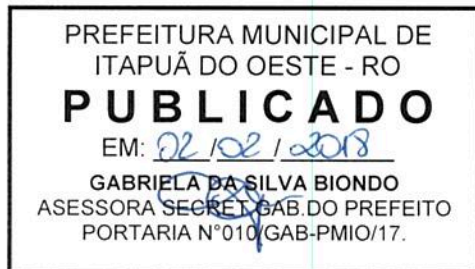 PREFEITURA MUNICIPAL DE
ITAPUÃ DO OESTE - RO
PUBLICADO
EM: 02 / 02 / 2018
GABRIELA DA SILVA BIONDO
ASESSORA SECRET.GAB.DO PREFEITO
PORTARIA N°010/GAB-PMIO/17.